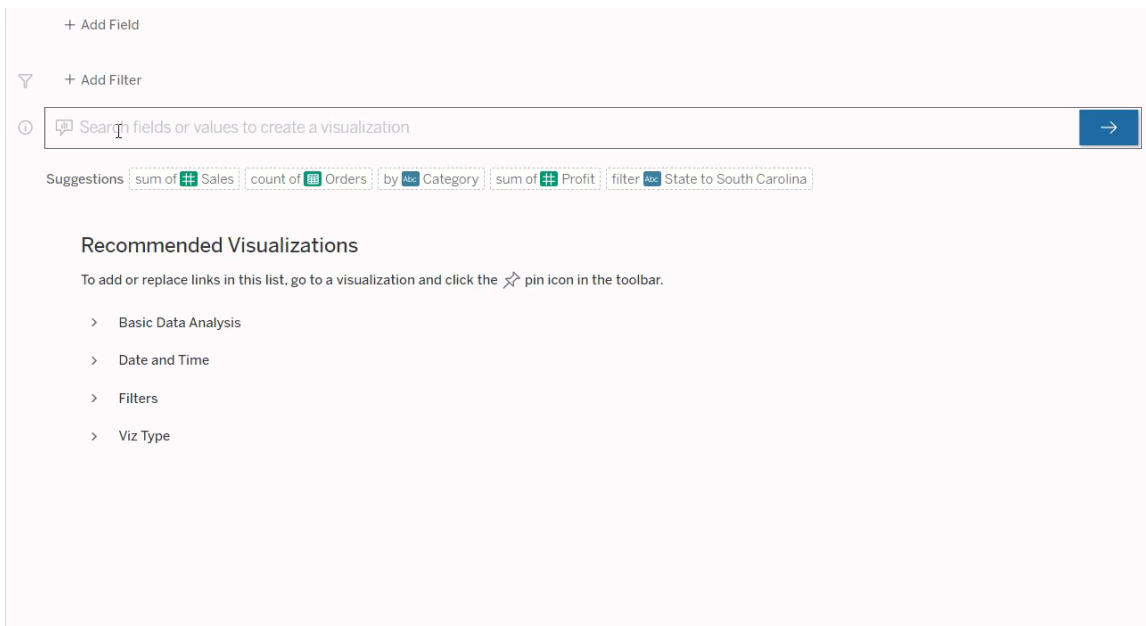 + Add Field
+ Add Filter
Search fields or values to create a visualization
Suggestions sum of # Sales count of Orders by Abc Category sum of # Profit filter Abc State to South Carolina
Recommended Visualizations
To add or replace links in this list, go to a visualization and click the pin icon in the toolbar.
> Basic Data Analysis
> Date and Time
> Filters
> Viz Type